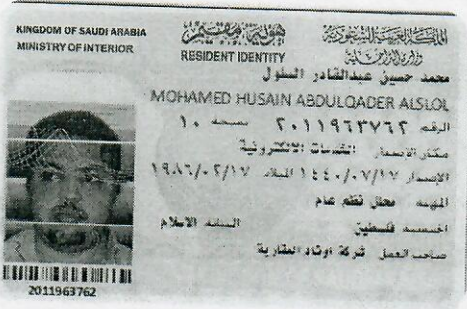 KINGDOM OF SAUDI ARABIA
MINISTRY OF INTERIOR
هوية مقيم
RESIDENT IDENTITY
المملكة العربية السعودية
وزارة الداخلية
محمد حسين عبدالقادر السلول
MOHAMED HUSAIN ABDULQADER ALSLOL
الرقم ٢٠١١٩٦٣٧٦٢ نسخة ١٠
مكان الإصدار الخدمات الالكترونية
الإصدار ١٤٤٠/٠٧/١٧ الميلاد ١٩٨٦/٠٢/١٧
المهنة محلل نظم عام
الجنسية فلسطين الديانة الاسلام
صاحب العمل شركة اوتاد العقارية
2011963762